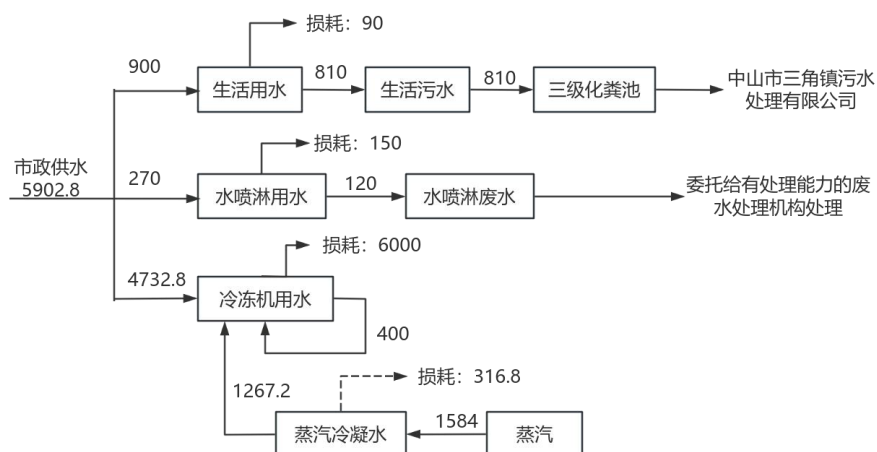 损耗：90
900
生活用水
810
生活污水
810
三级化粪池
中山市三角镇污水
处理有限公司
市政供水
5902.8
损耗：150
270
水喷淋用水
120
水喷淋废水
委托给有处理能力的废
水处理机构处理
损耗：6000
4732.8
冷冻机用水
400
1267.2
损耗：316.8
蒸汽冷凝水
1584
蒸汽